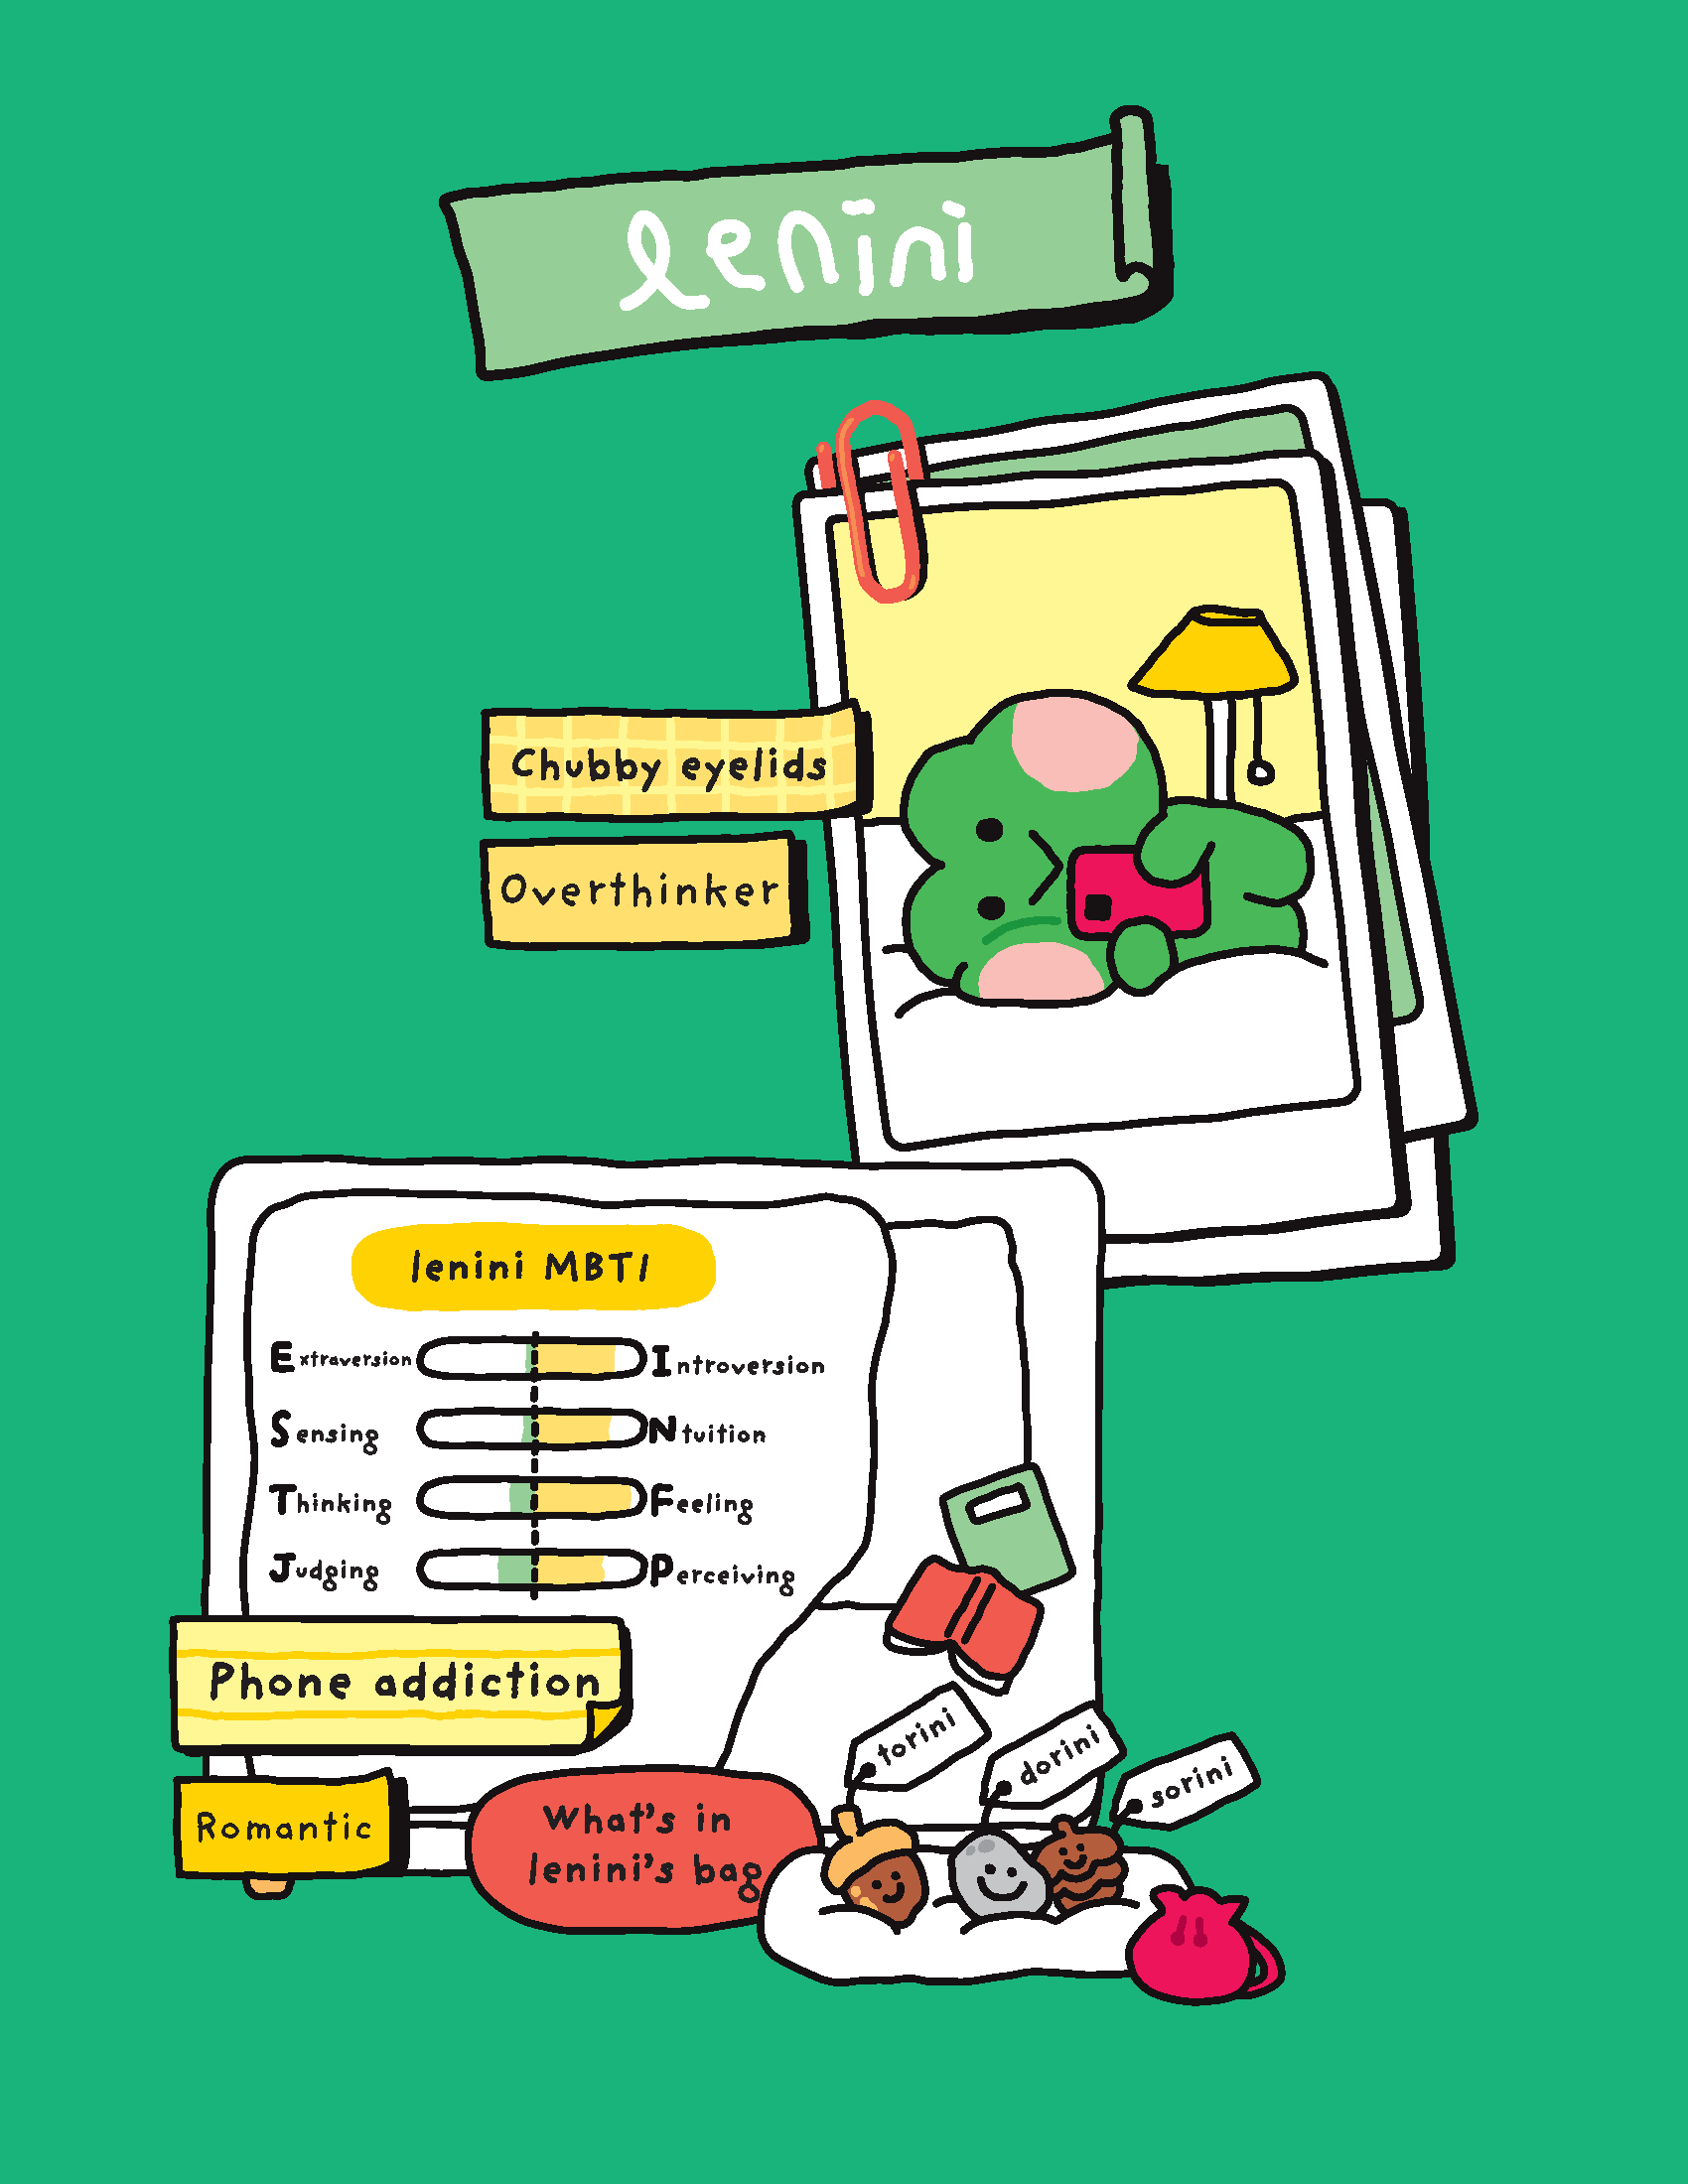 lenini
Chubby eyelids
Overthinker
lenini MBTI
Extraversion Introversion
Sensing Ntuition
Thinking Feeling
Judging Perceiving
Phone addiction
Romantic
What's in
lenini's bag
torini
dorini
sorini